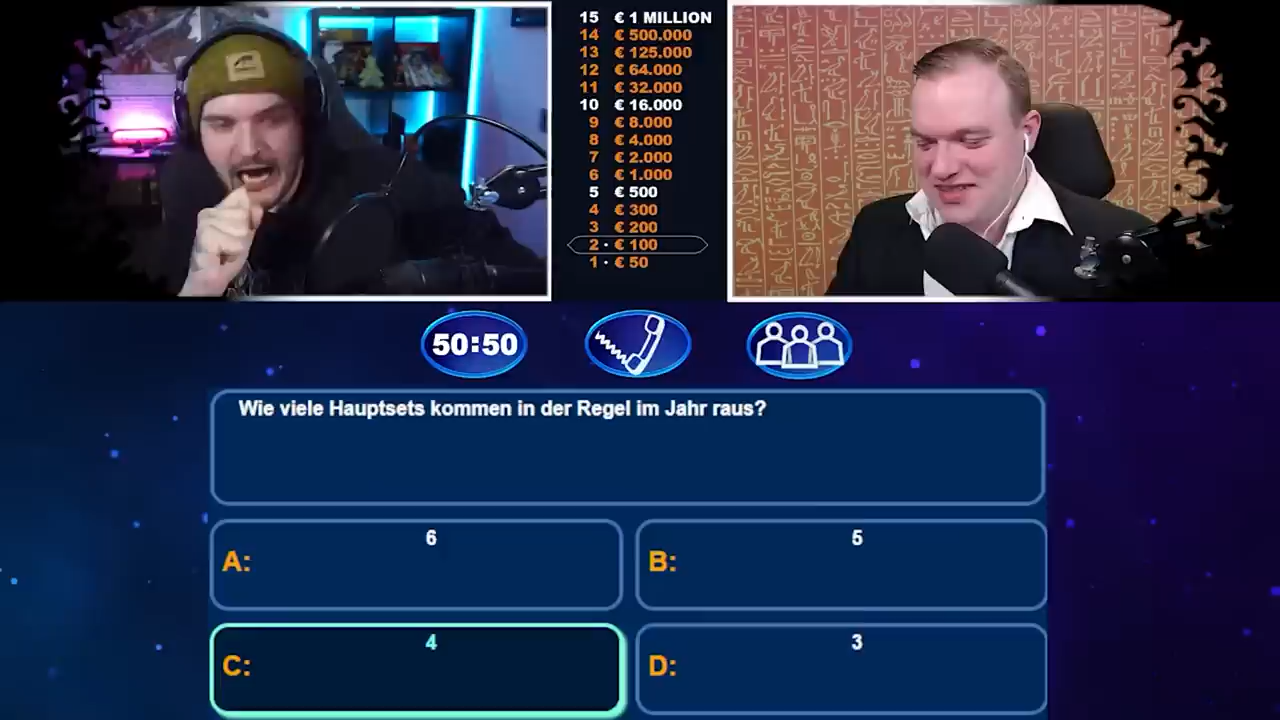 15 € 1 MILLION
14 € 500.000
13 € 125.000
12 € 64.000
11 € 32.000
10 € 16.000
9 € 8.000
8 € 4.000
7 € 2.000
6 € 1.000
5 € 500
4 € 300
3 € 200
2 · € 100
1 · € 50
50:50
Wie viele Hauptsets kommen in der Regel im Jahr raus?
A: 6
B: 5
C: 4
D: 3